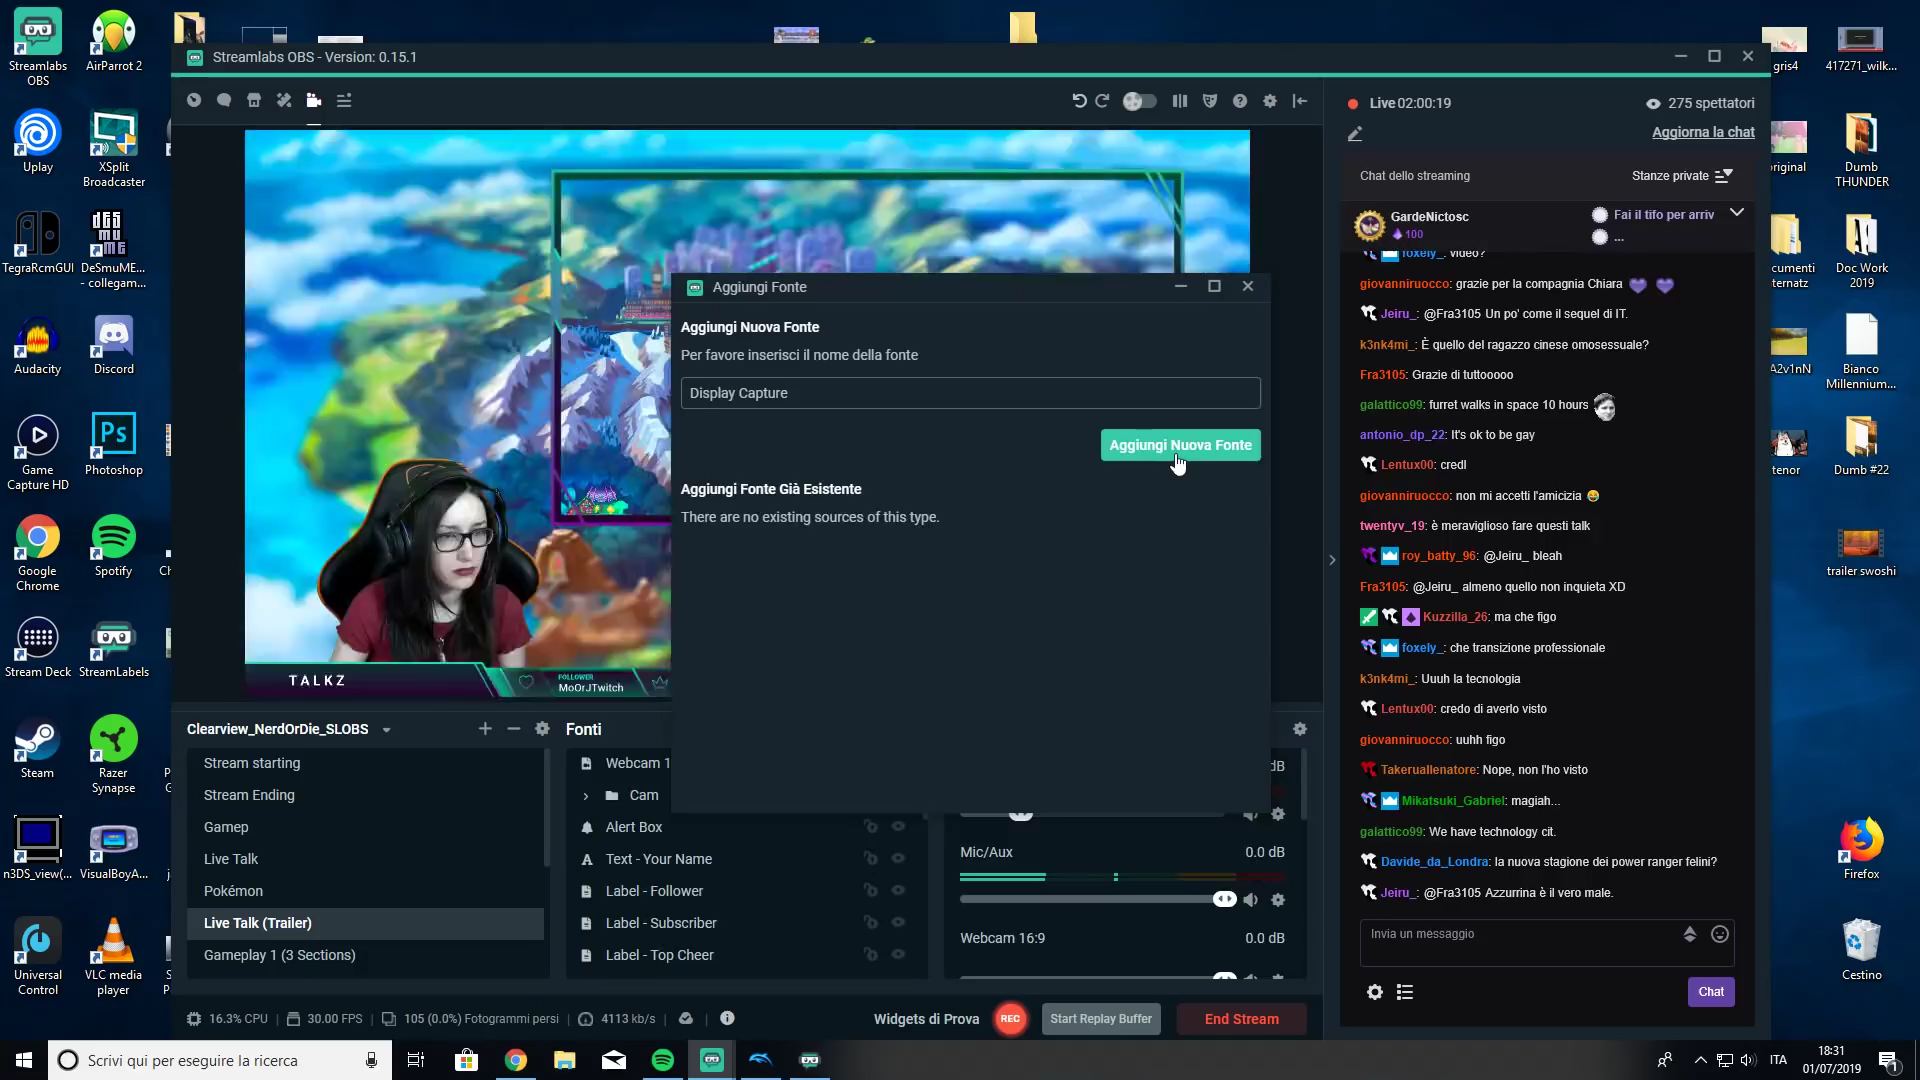 Streamlabs OBS
AirParrot 2
Uplay
XSplit Broadcaster
TegraRcmGUI
DeSmuME... - collegam...
Audacity
Discord
Game Capture HD
Photoshop
Google Chrome
Spotify
Stream Deck
StreamLabels
Steam
Razer Synapse
n3DS_view(...
VisualBoyA...
Universal Control
VLC media player
Streamlabs OBS - Version: 0.15.1
TALKZ
FOLLOWER
MoOrJTwitch
Aggiungi Fonte
Aggiungi Nuova Fonte
Per favore inserisci il nome della fonte
Display Capture
Aggiungi Nuova Fonte
Aggiungi Fonte Già Esistente
There are no existing sources of this type.
Clearview_NerdOrDie_SLOBS
Stream starting
Stream Ending
Gamep
Live Talk
Pokémon
Live Talk (Trailer)
Gameplay 1 (3 Sections)
Fonti
Webcam 1
Cam
Alert Box
Text - Your Name
Label - Follower
Label - Subscriber
Label - Top Cheer
dB
Mic/Aux 0.0 dB
Webcam 16:9 0.0 dB
16.3% CPU
30.00 FPS
105 (0.0%) Fotogrammi persi
4113 kb/s
Widgets di Prova
REC
Start Replay Buffer
End Stream
Live 02:00:19
275 spettatori
Aggiorna la chat
Chat dello streaming
Stanze private
GardeNictosc
100
Fai il tifo per arriv
...
foxely_: video?
giovanniruocco: grazie per la compagnia Chiara
Jeiru_: @Fra3105 Un po' come il sequel di IT.
k3nk4mi_: È quello del ragazzo cinese omosessuale?
Fra3105: Grazie di tuttooooo
galattico99: furret walks in space 10 hours
antonio_dp_22: It's ok to be gay
Lentux00: credI
giovanniruocco: non mi accetti l'amicizia
twentyv_19: è meraviglioso fare questi talk
roy_batty_96: @Jeiru_ bleah
Fra3105: @Jeiru_ almeno quello non inquieta XD
Kuzzilla_26: ma che figo
foxely_: che transizione professionale
k3nk4mi_: Uuuh la tecnologia
Lentux00: credo di averlo visto
giovanniruocco: uuhh figo
Takeruallenatore: Nope, non l'ho visto
Mikatsuki_Gabriel: magiah...
galattico99: We have technology cit.
Davide_da_Londra: la nuova stagione dei power ranger felini?
Jeiru_: @Fra3105 Azzurrina è il vero male.
Invia un messaggio
Chat
gris4
417271_wilk...
original
Dumb THUNDER
cumenti
ternatz
Doc Work 2019
A2v1nN
Bianco Millennium...
tenor
Dumb #22
trailer swoshi
Firefox
Cestino
Scrivi qui per eseguire la ricerca
ITA
18:31
01/07/2019
1